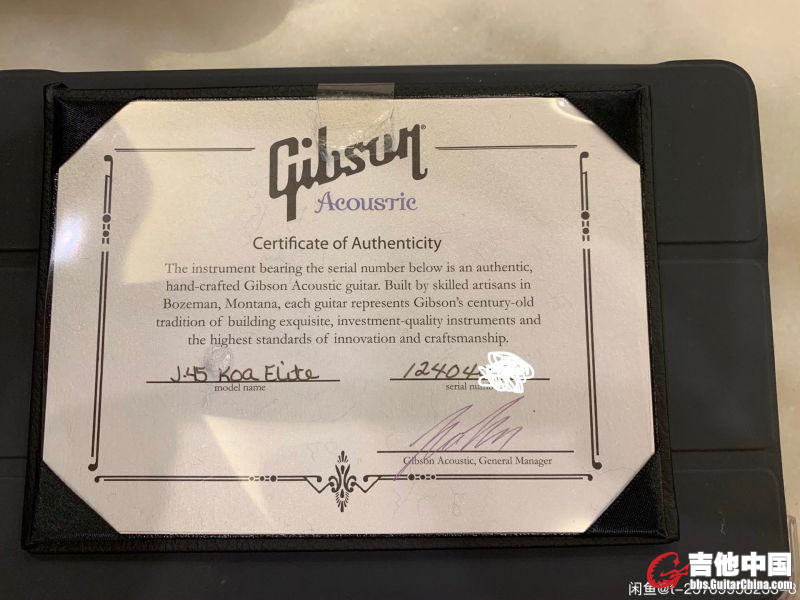 Gibson
Acoustic
Certificate of Authenticity
The instrument bearing the serial number below is an authentic,
hand-crafted Gibson Acoustic guitar. Built by skilled artisans in
Bozeman, Montana, each guitar represents Gibson's century-old
tradition of building exquisite, investment-quality instruments and
the highest standards of innovation and craftsmanship.
J.45 Koa Elite 12404
model name serial
Gibson Acoustic, General Manager
吉他中国
bbs.GuitarChina.com
闲鱼